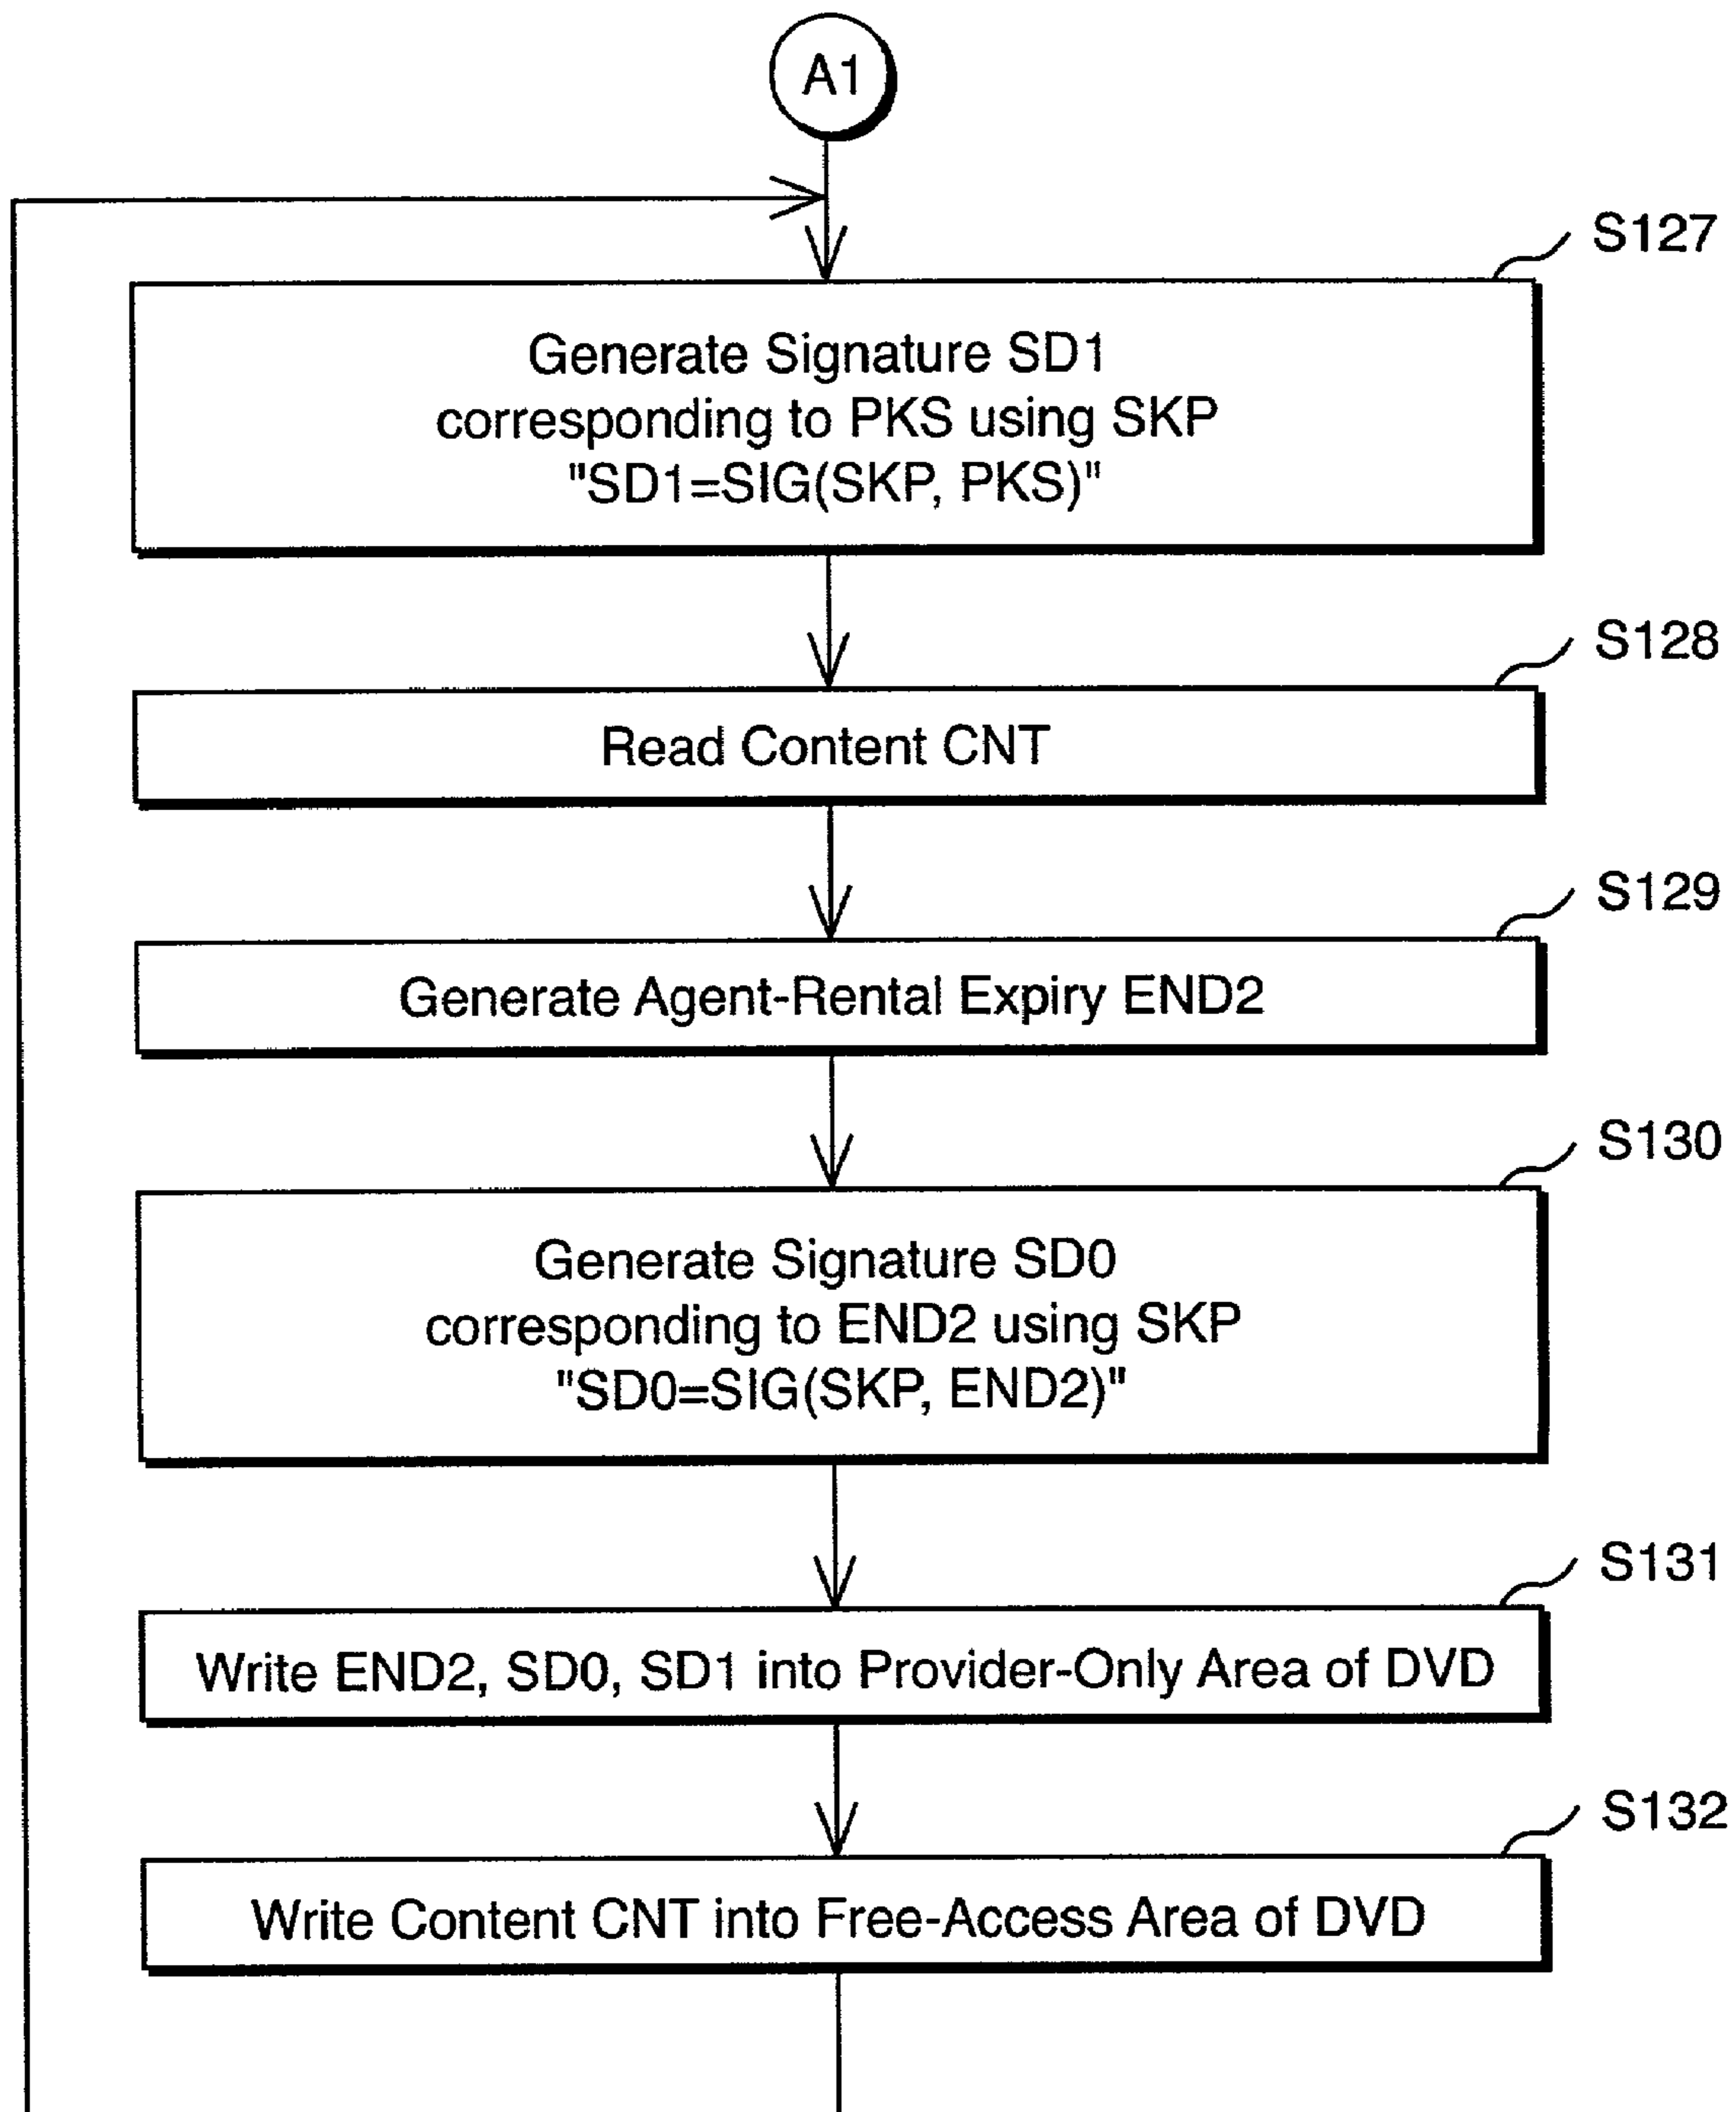 A1
S127
Generate Signature SD1
corresponding to PKS using SKP
"SD1=SIG(SKP, PKS)"
S128
Read Content CNT
S129
Generate Agent-Rental Expiry END2
S130
Generate Signature SD0
corresponding to END2 using SKP
"SD0=SIG(SKP, END2)"
S131
Write END2, SD0, SD1 into Provider-Only Area of DVD
S132
Write Content CNT into Free-Access Area of DVD